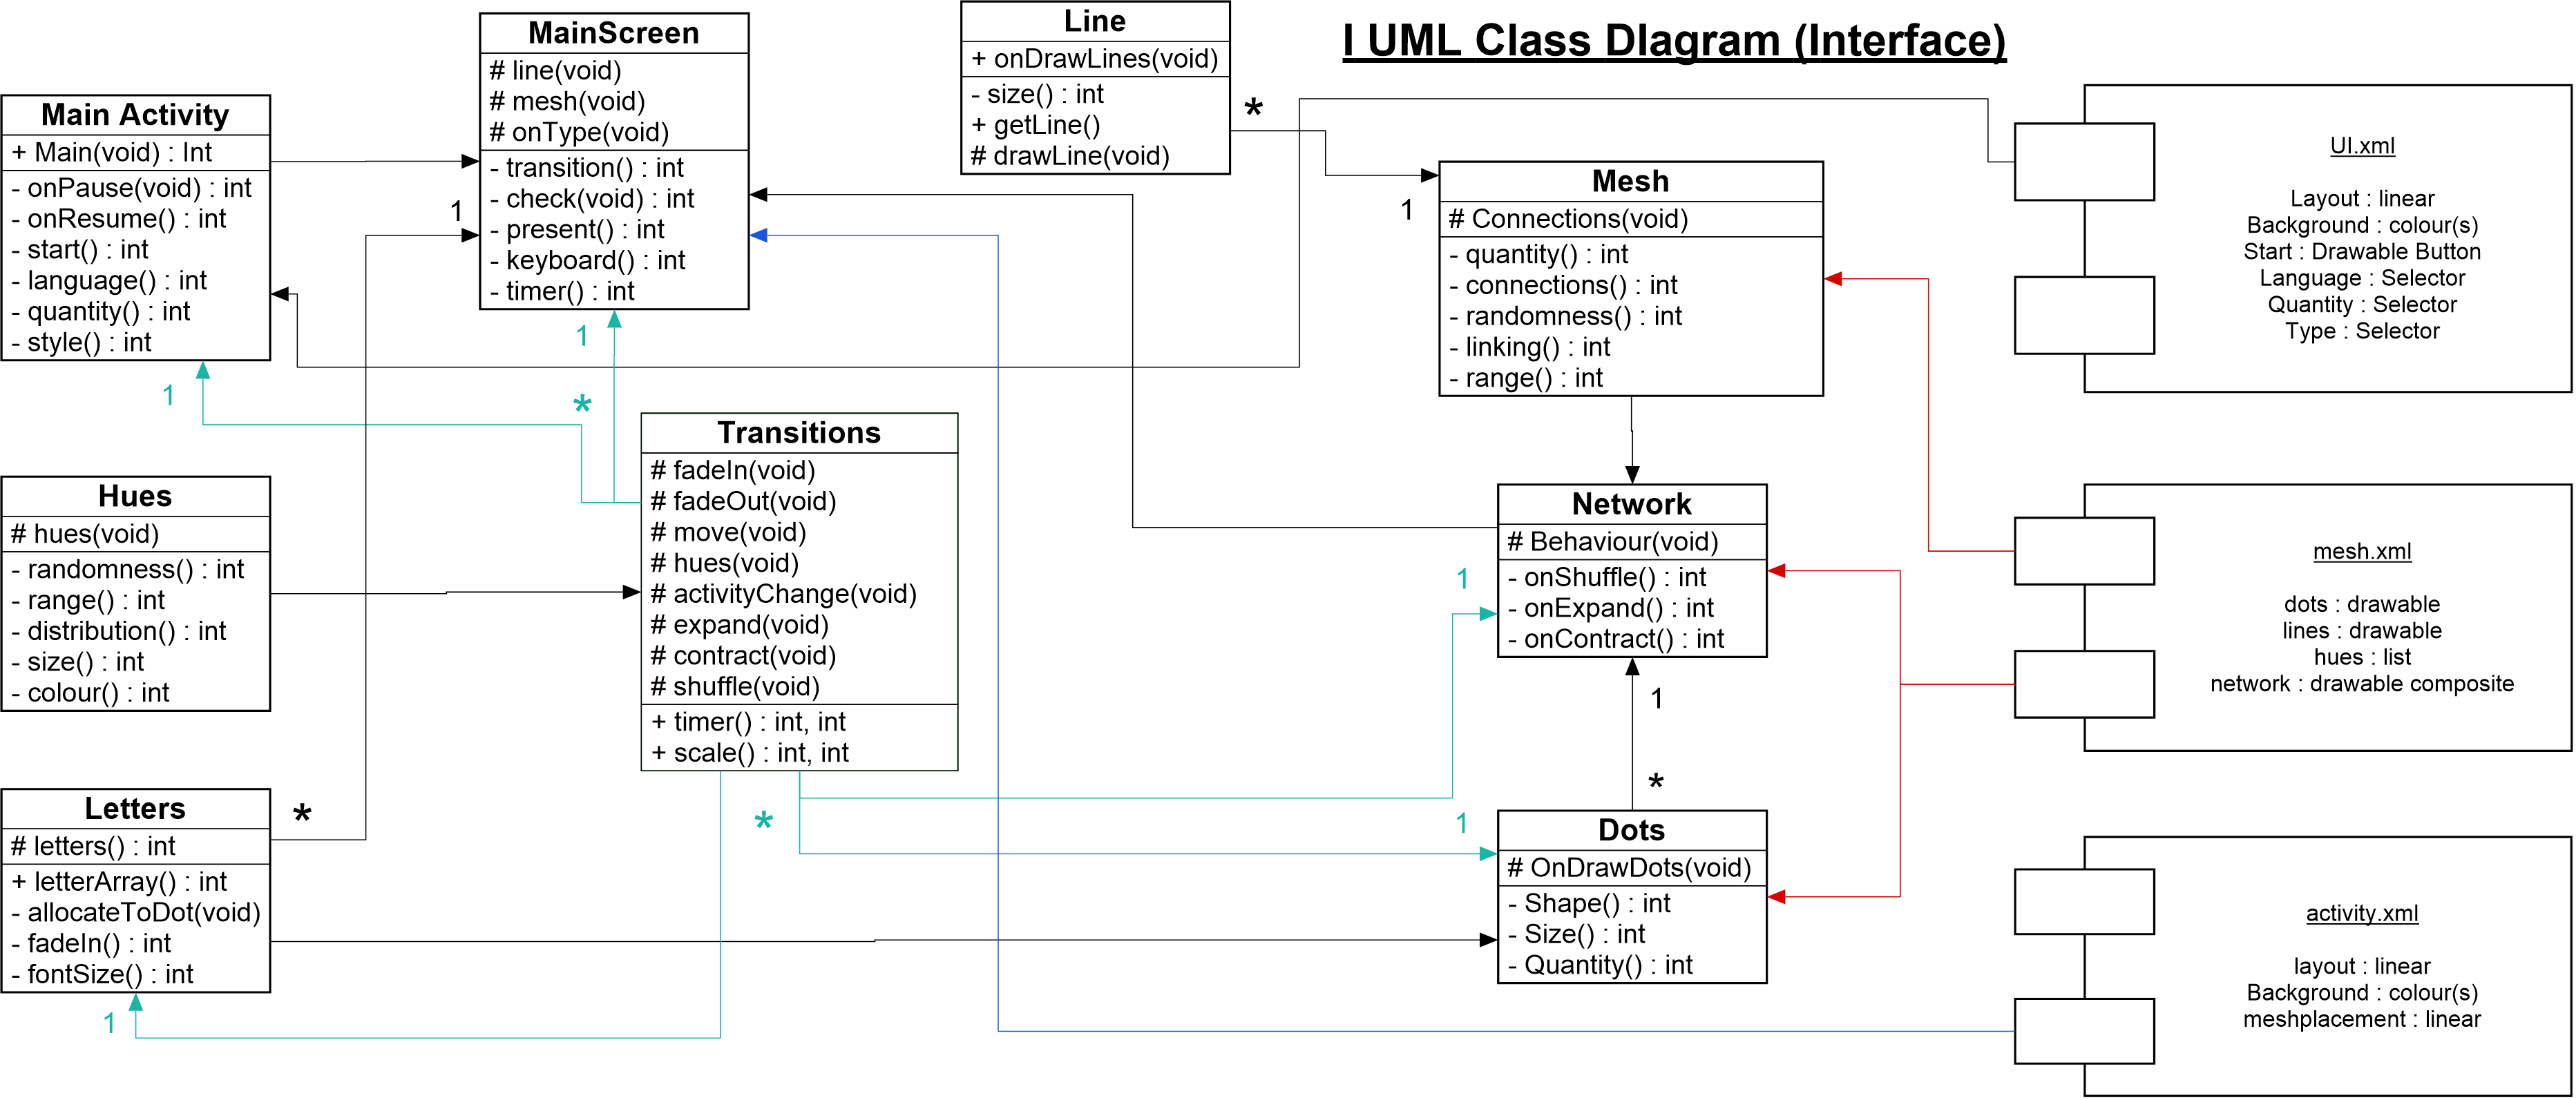 I UML Class DIagram (Interface)
MainScreen
# line(void)
# mesh(void)
# onType(void)
- transition() : int
- check(void) : int
- present() : int
- keyboard() : int
- timer() : int
Line
+ onDrawLines(void)
- size() : int
+ getLine()
# drawLine(void)
Main Activity
+ Main(void) : Int
- onPause(void) : int
- onResume() : int
- start() : int
- language() : int
- quantity() : int
- style() : int
*
1
1
Mesh
# Connections(void)
- quantity() : int
- connections() : int
- randomness() : int
- linking() : int
- range() : int
UI.xml
Layout : linear
Background : colour(s)
Start : Drawable Button
Language : Selector
Quantity : Selector
Type : Selector
1
1
*
Transitions
# fadeIn(void)
# fadeOut(void)
# move(void)
# hues(void)
# activityChange(void)
# expand(void)
# contract(void)
# shuffle(void)
+ timer() : int, int
+ scale() : int, int
Hues
# hues(void)
- randomness() : int
- range() : int
- distribution() : int
- size() : int
- colour() : int
Network
# Behaviour(void)
- onShuffle() : int
- onExpand() : int
- onContract() : int
1
1
*
mesh.xml
dots : drawable
lines : drawable
hues : list
network : drawable composite
Letters
# letters() : int
+ letterArray() : int
- allocateToDot(void)
- fadeIn() : int
- fontSize() : int
*
*
1
1
Dots
# OnDrawDots(void)
- Shape() : int
- Size() : int
- Quantity() : int
activity.xml
layout : linear
Background : colour(s)
meshplacement : linear